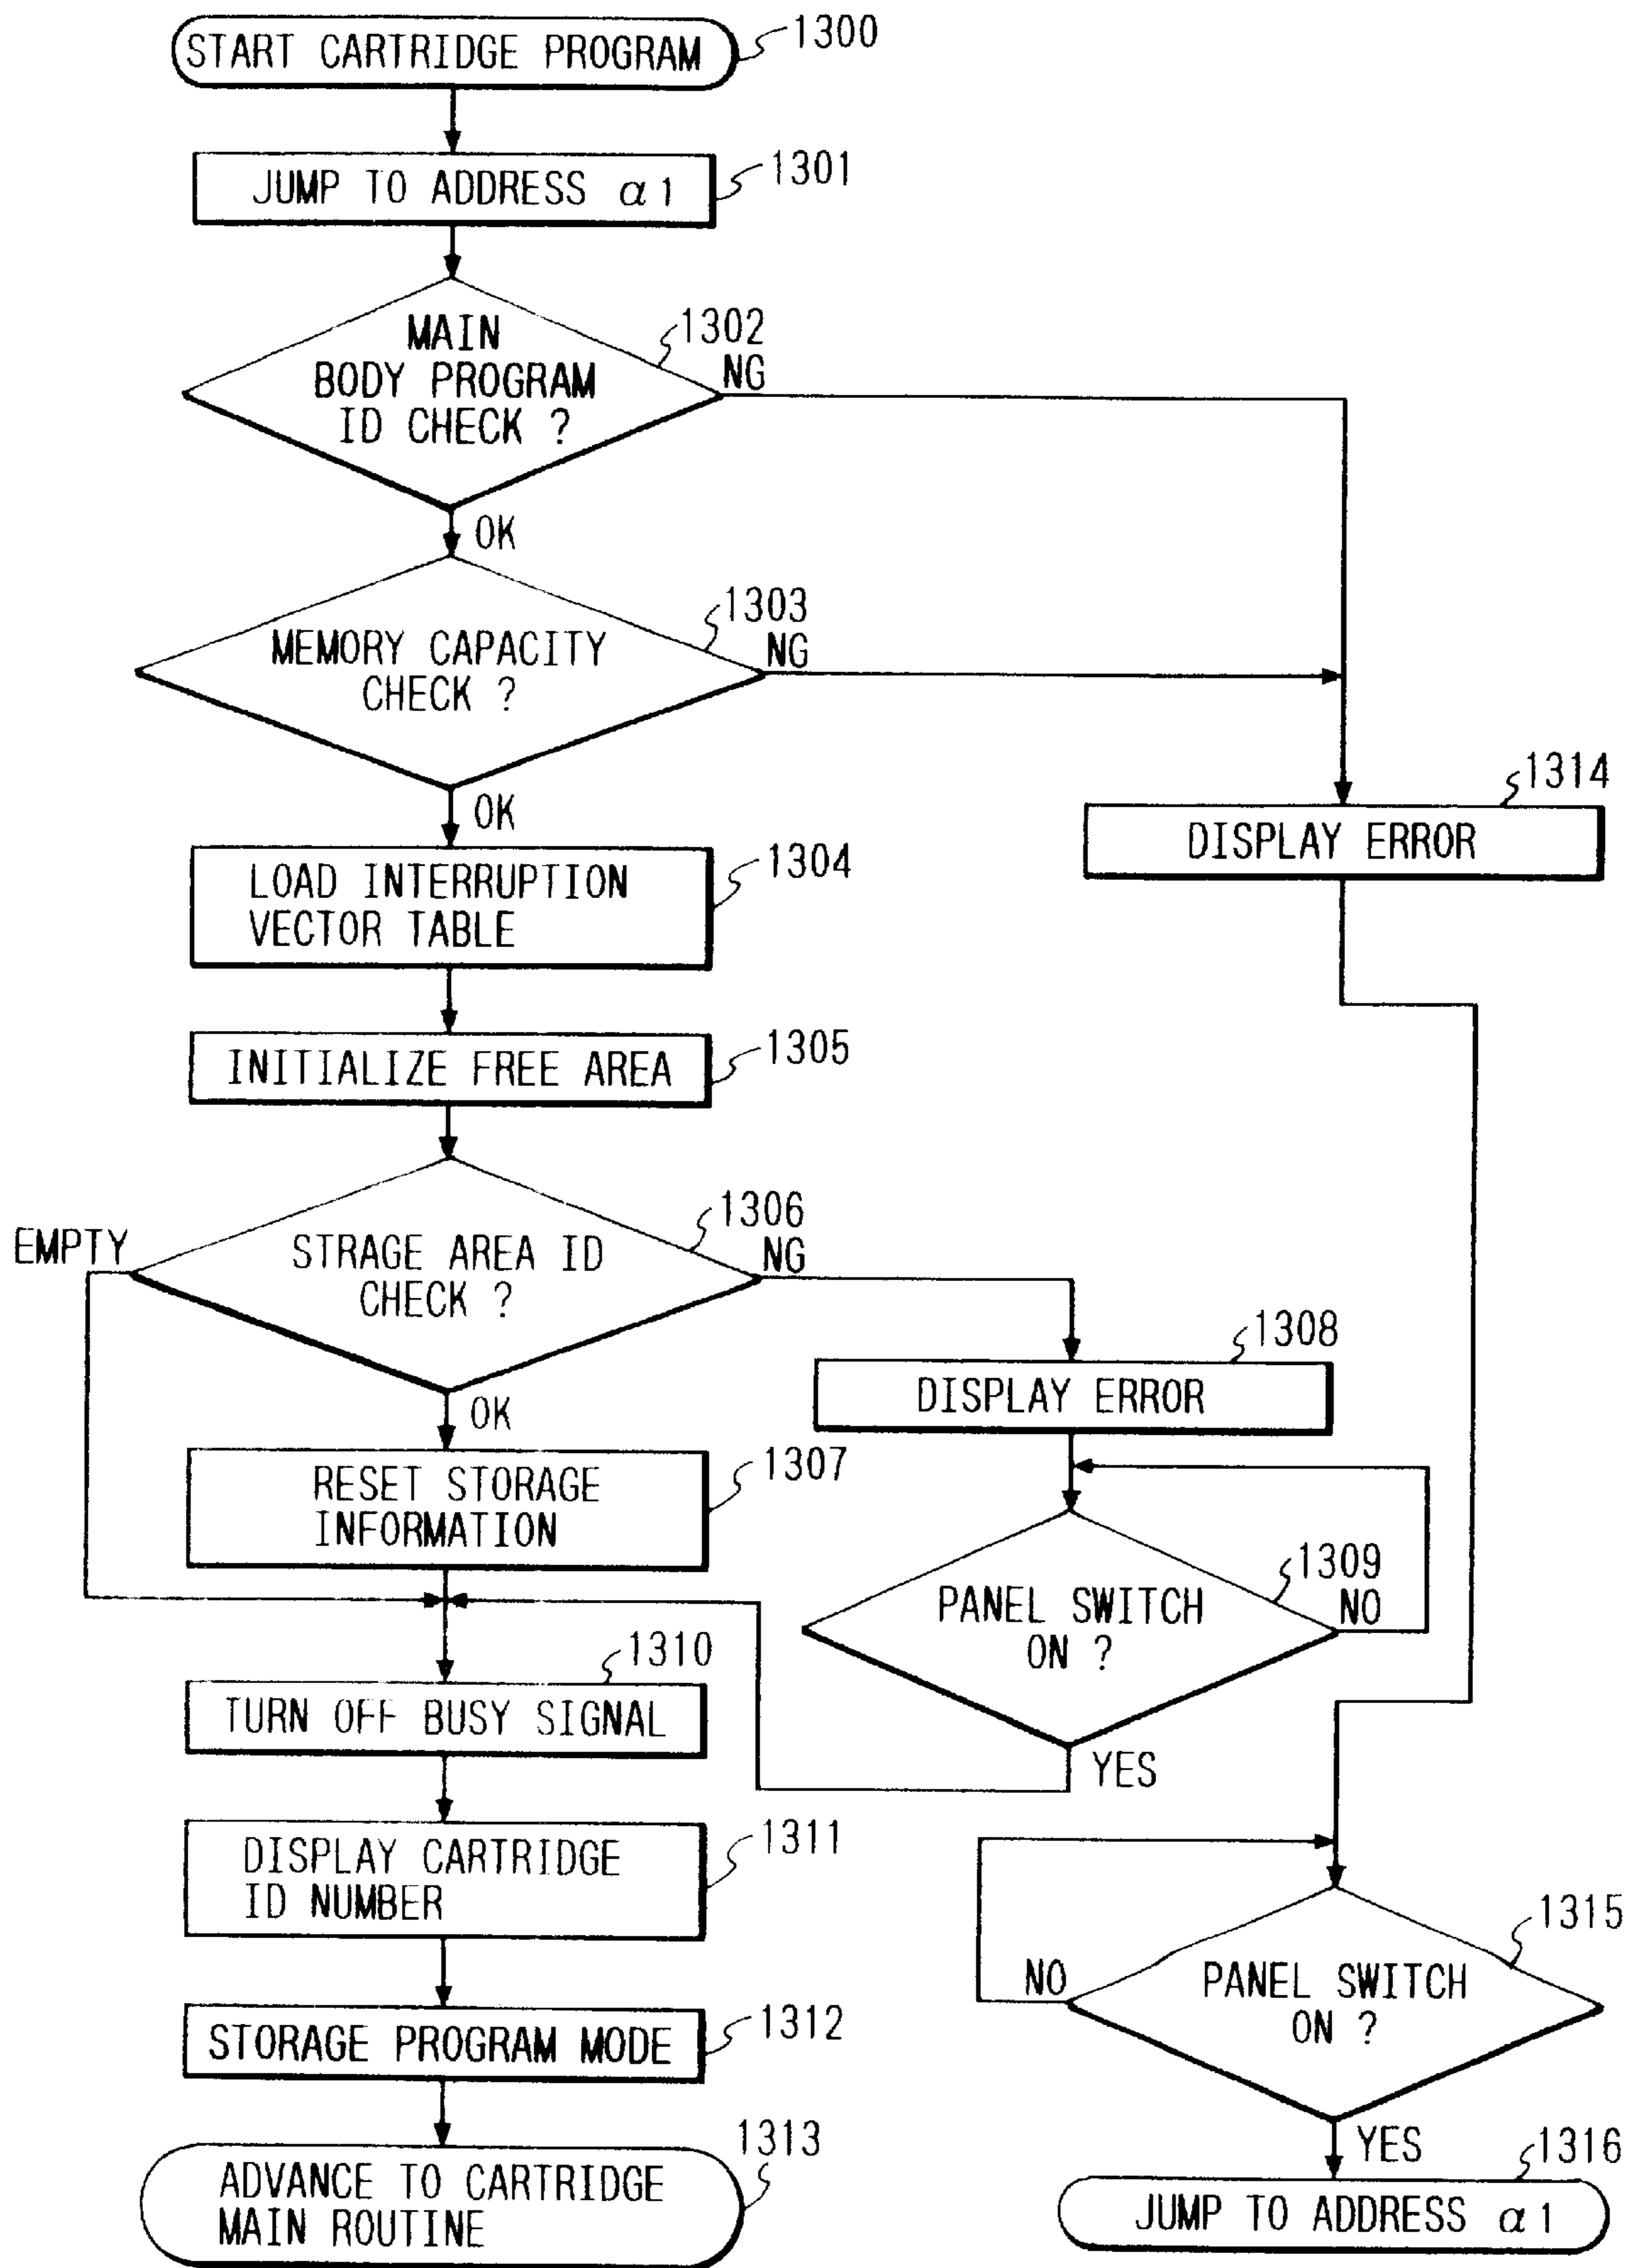 START CARTRIDGE PROGRAM
1300
JUMP TO ADDRESS α1
1301
MAIN
BODY PROGRAM
ID CHECK ?
1302
NG
OK
MEMORY CAPACITY
CHECK ?
1303
NG
OK
LOAD INTERRUPTION
VECTOR TABLE
1304
DISPLAY ERROR
1314
INITIALIZE FREE AREA
1305
EMPTY
STRAGE AREA ID
CHECK ?
1306
NG
OK
DISPLAY ERROR
1308
RESET STORAGE
INFORMATION
1307
PANEL SWITCH
ON ?
1309
NO
YES
TURN OFF BUSY SIGNAL
1310
DISPLAY CARTRIDGE
ID NUMBER
1311
STORAGE PROGRAM MODE
1312
PANEL SWITCH
ON ?
1315
NO
YES
ADVANCE TO CARTRIDGE
MAIN ROUTINE
1313
JUMP TO ADDRESS α1
1316